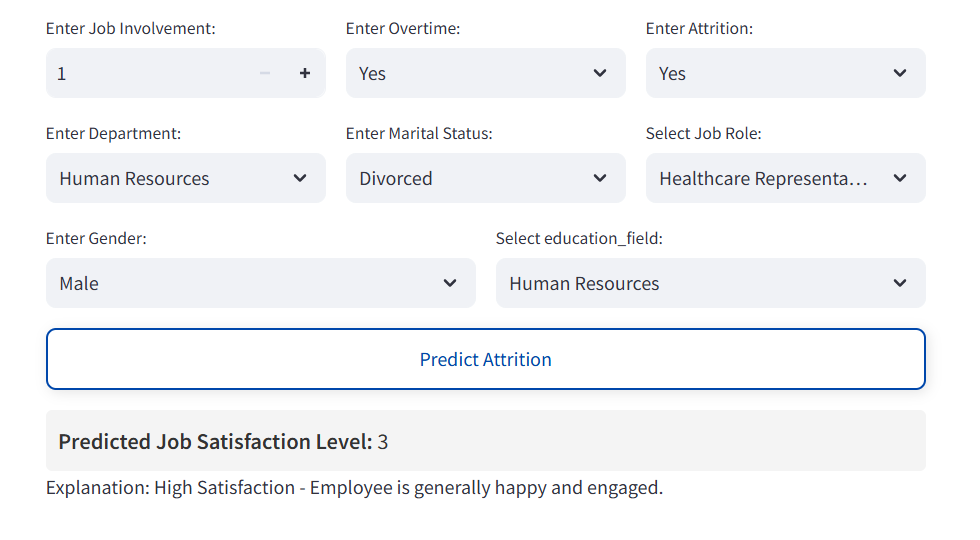 Enter Job Involvement: Enter Overtime: Enter Attrition:
1 − + Yes Yes
Enter Department: Enter Marital Status: Select Job Role:
Human Resources Divorced Healthcare Representa...
Enter Gender: Select education_field:
Male Human Resources
Predict Attrition
Predicted Job Satisfaction Level: 3
Explanation: High Satisfaction - Employee is generally happy and engaged.